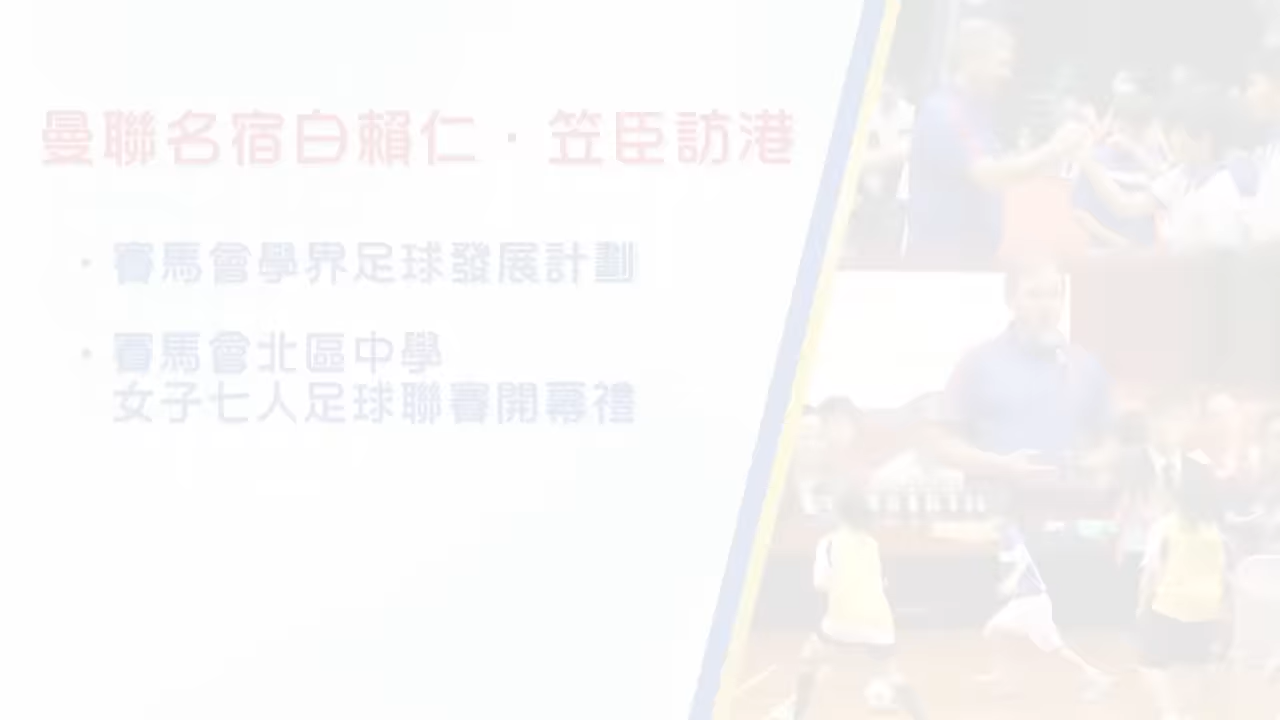 曼聯名宿白賴仁·笠臣訪港
·賽馬會學界足球發展計劃
·賽馬會北區中學
女子七人足球聯賽開幕禮